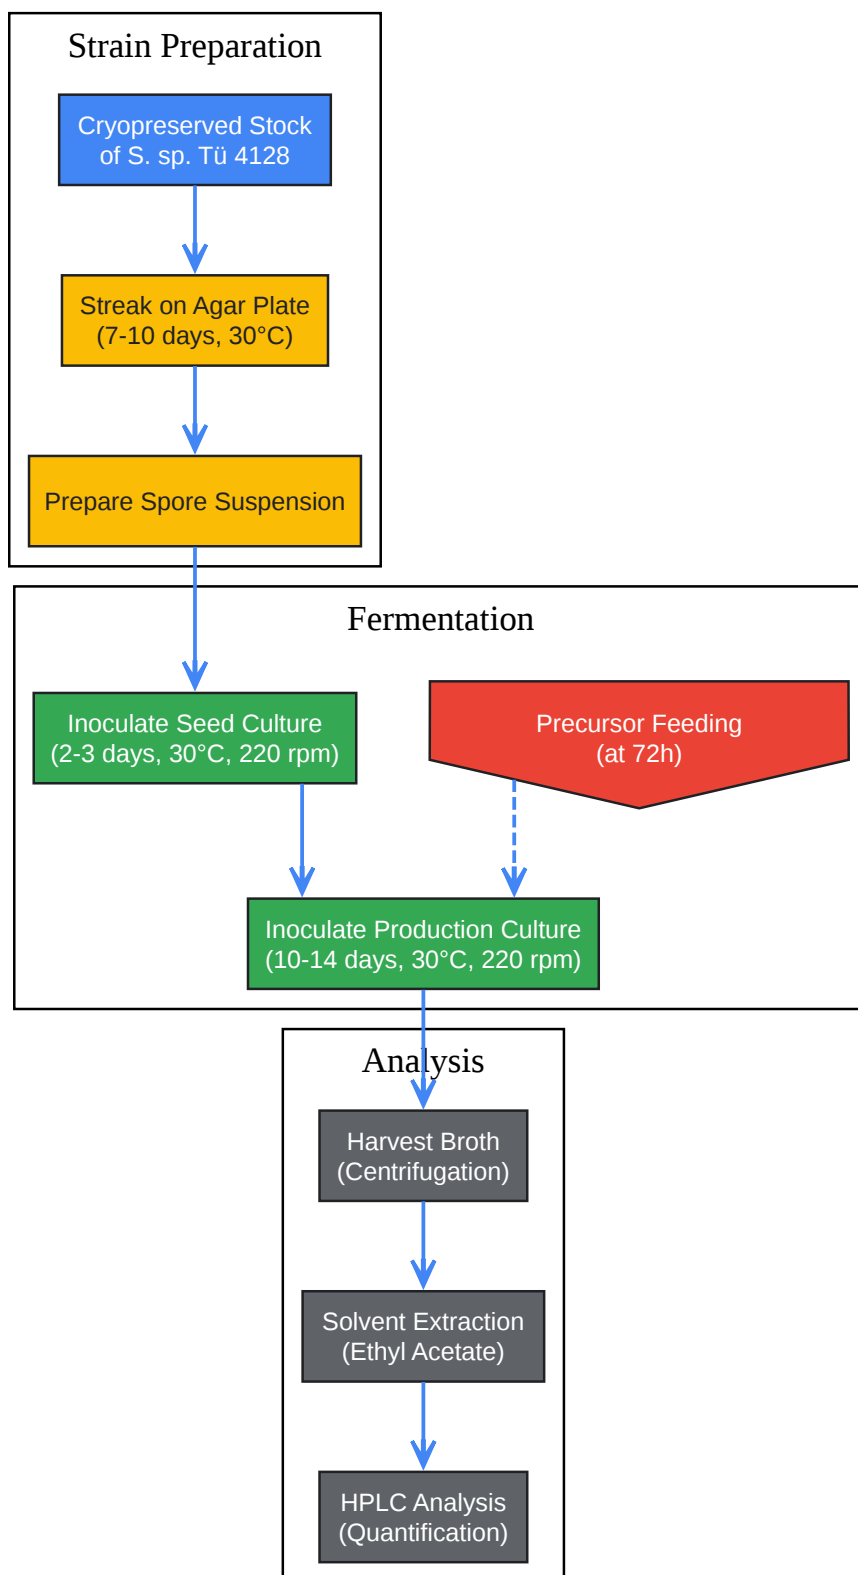 Strain Preparation
Cryopreserved Stock
of S. sp. Tü 4128
Streak on Agar Plate
(7-10 days, 30°C)
Prepare Spore Suspension
Fermentation
Inoculate Seed Culture
(2-3 days, 30°C, 220 rpm)
Precursor Feeding
(at 72h)
Inoculate Production Culture
(10-14 days, 30°C, 220 rpm)
Analysis
Harvest Broth
(Centrifugation)
Solvent Extraction
(Ethyl Acetate)
HPLC Analysis
(Quantification)